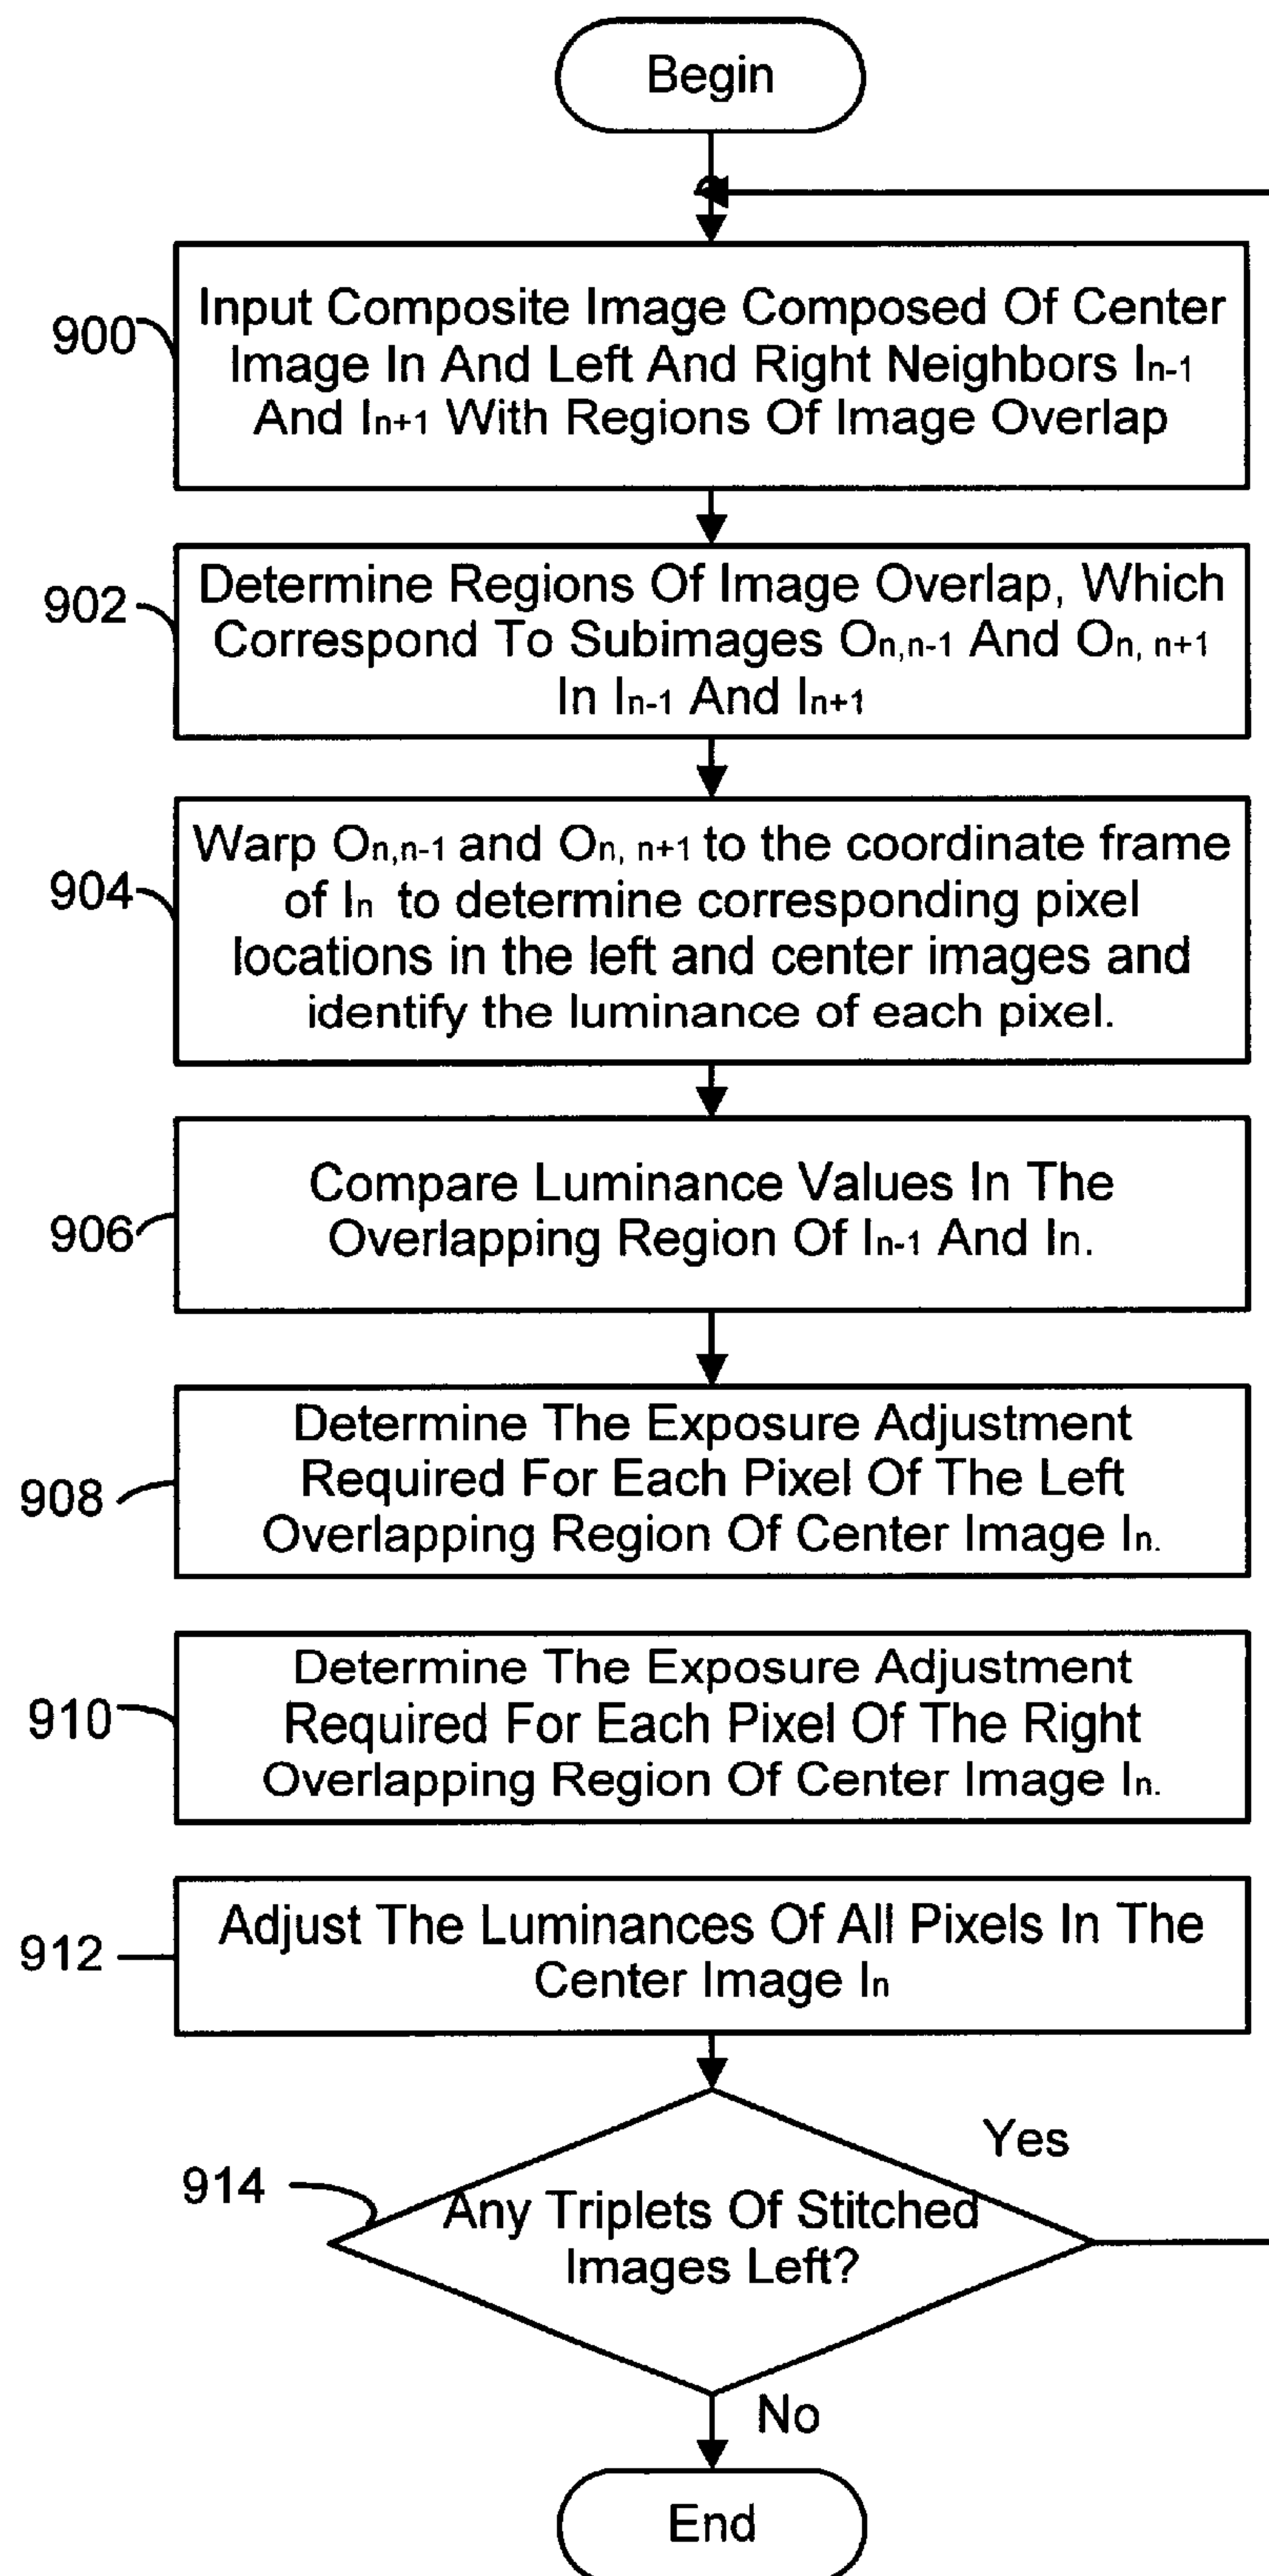 Begin
900
Input Composite Image Composed Of Center
Image In And Left And Right Neighbors In-1
And In+1 With Regions Of Image Overlap
902
Determine Regions Of Image Overlap, Which
Correspond To Subimages On,n-1 And On, n+1
In In-1 And In+1
904
Warp On,n-1 and On, n+1 to the coordinate frame
of In to determine corresponding pixel
locations in the left and center images and
identify the luminance of each pixel.
906
Compare Luminance Values In The
Overlapping Region Of In-1 And In.
908
Determine The Exposure Adjustment
Required For Each Pixel Of The Left
Overlapping Region Of Center Image In.
910
Determine The Exposure Adjustment
Required For Each Pixel Of The Right
Overlapping Region Of Center Image In.
912
Adjust The Luminances Of All Pixels In The
Center Image In
914
Any Triplets Of Stitched
Images Left?
Yes
No
End